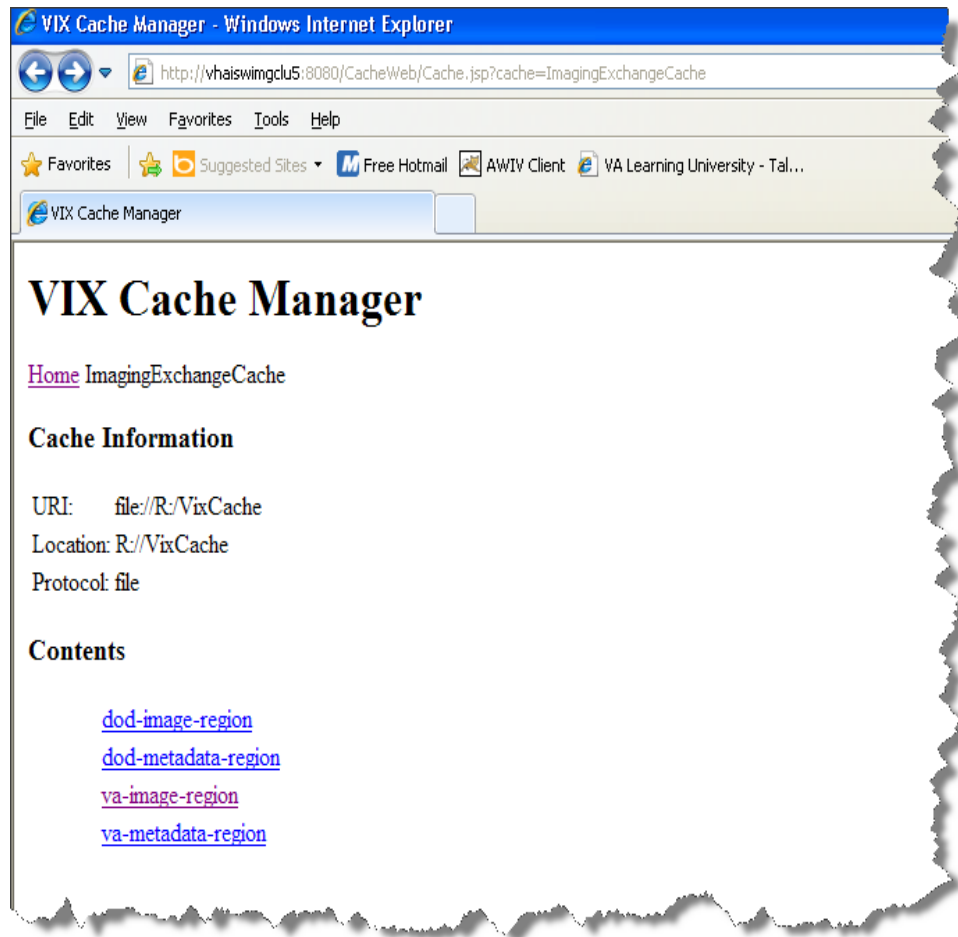 VIX Cache Manager - Windows Internet Explorer
http://vhaiswimgclu5:8080/CacheWeb/Cache.jsp?cache=ImagingExchangeCache
File Edit View Favorites Tools Help
Favorites Suggested Sites Free Hotmail AWIV Client VA Learning University - Tal...
VIX Cache Manager
VIX Cache Manager
Home ImagingExchangeCache
Cache Information
URI: file://R:/VixCache
Location: R://VixCache
Protocol: file
Contents
dod-image-region
dod-metadata-region
va-image-region
va-metadata-region